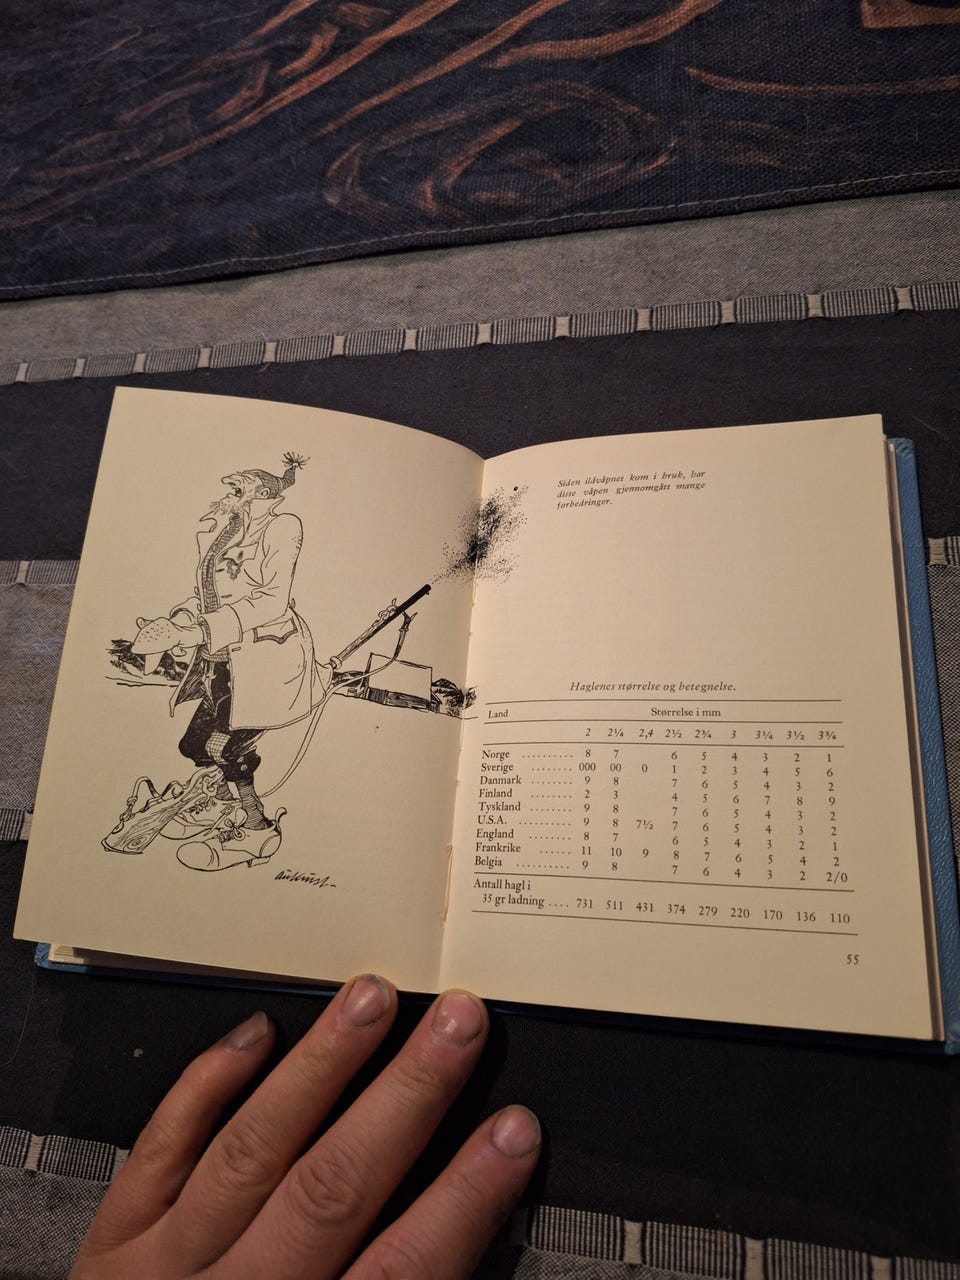 Siden ildvåpnet kom i bruk, har
disse våpen gjennomgått mange
forbedringer.
Haglenes størrelse og betegnelse.
Land Størrelse i mm
2 2¼ 2,4 2½ 2¾ 3 3¼ 3½ 3¾
Norge .......... 8 7 6 5 4 3 2 1
Sverige ........ 000 00 0 1 2 3 4 5 6
Danmark ....... 9 8 7 6 5 4 3 2
Finland ........ 2 3 4 5 6 7 8 9
Tyskland ....... 9 8 7 6 5 4 3 2
U.S.A. ......... 9 8 7½ 7 6 5 4 3 2
England ....... 8 7 6 5 4 3 2 1
Frankrike ...... 11 10 9 8 7 6 5 4 2
Belgia .......... 9 8 7 6 4 3 2 2/0
Antall hagl i
35 gr ladning .... 731 511 431 374 279 220 170 136 110
55